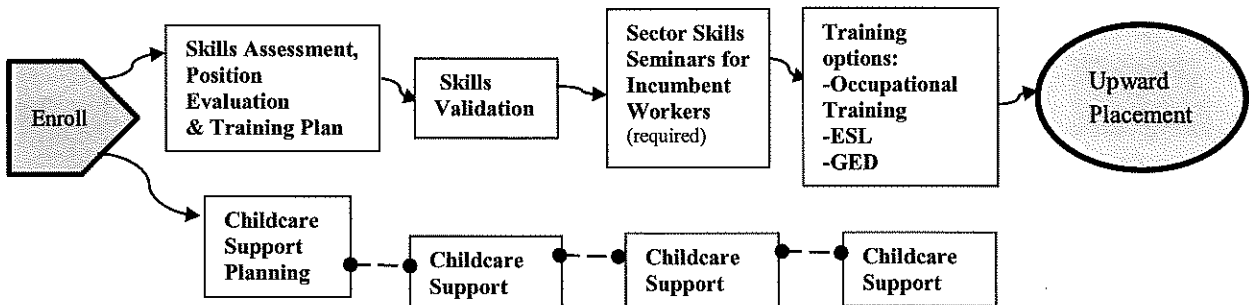 Enroll
Skills Assessment,
Position
Evaluation
& Training Plan
Skills
Validation
Sector Skills
Seminars for
Incumbent
Workers
(required)
Training
options:
-Occupational
Training
-ESL
-GED
Upward
Placement
Childcare
Support
Planning
Childcare
Support
Childcare
Support
Childcare
Support